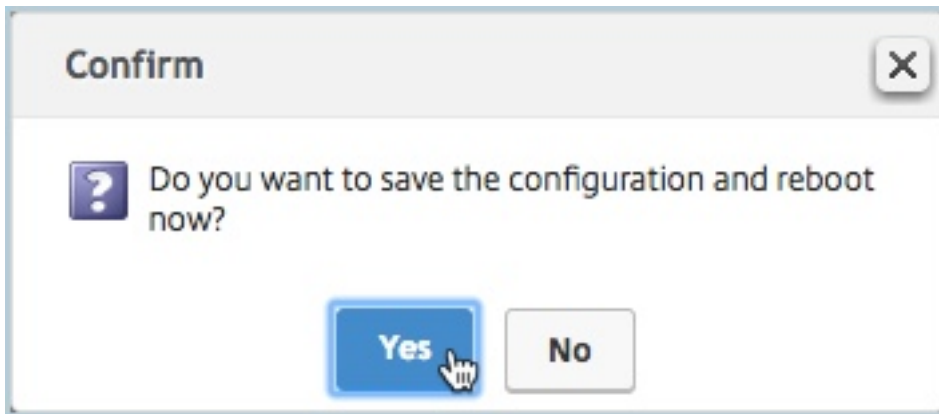 Confirm
Do you want to save the configuration and reboot
now?
Yes
No